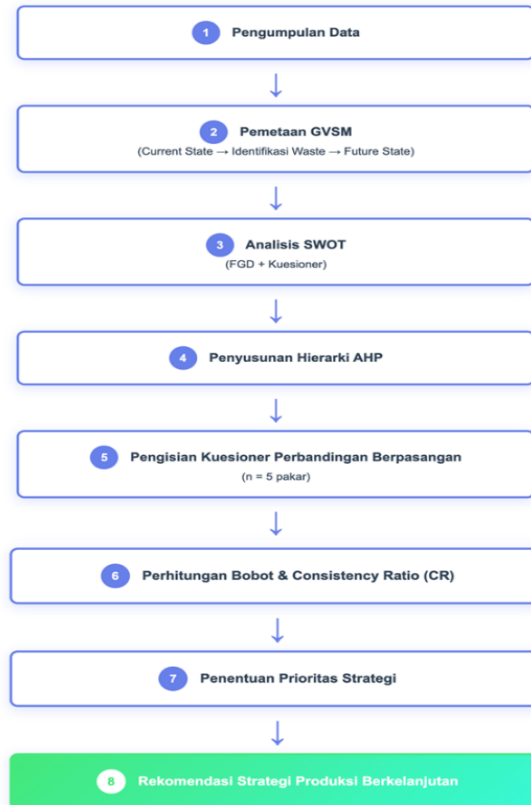 1 Pengumpulan Data
2 Pemetaan GVSM
(Current State → Identifikasi Waste → Future State)
3 Analisis SWOT
(FGD + Kuesioner)
4 Penyusunan Hierarki AHP
5 Pengisian Kuesioner Perbandingan Berpasangan
(n = 5 pakar)
6 Perhitungan Bobot & Consistency Ratio (CR)
7 Penentuan Prioritas Strategi
8 Rekomendasi Strategi Produksi Berkelanjutan